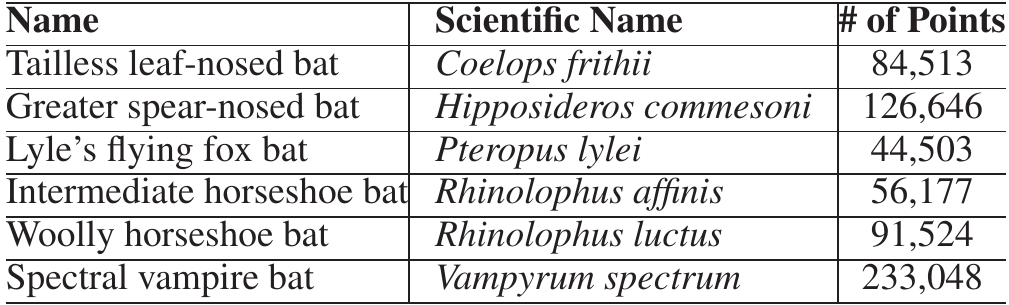 Name Scientific Name # of Points
Tailless leaf-nosed bat Coelops frithii 84,513
Greater spear-nosed bat Hipposideros commesoni 126,646
Lyle's flying fox bat Pteropus lylei 44,503
Intermediate horseshoe bat Rhinolophus affinis 56,177
Woolly horseshoe bat Rhinolophus luctus 91,524
Spectral vampire bat Vampyrum spectrum 233,048